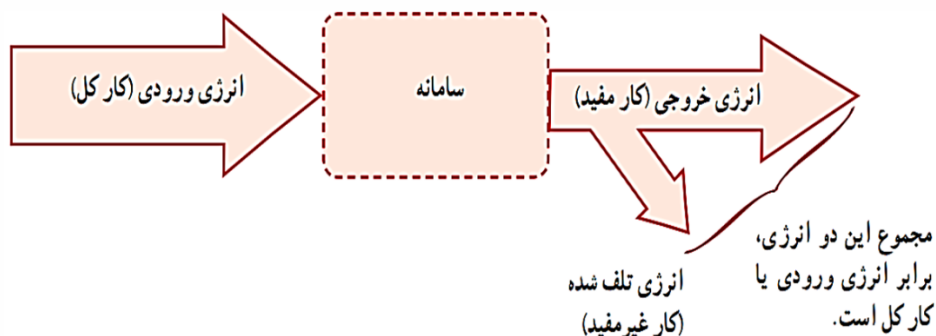 انرژی ورودی (کار کل)
سامانه
انرژی خروجی (کار مفید)
انرژی تلف شده
(کار غیرمفید)
مجموع این دو انرژی،
برابر انرژی ورودی یا
کار کل است.